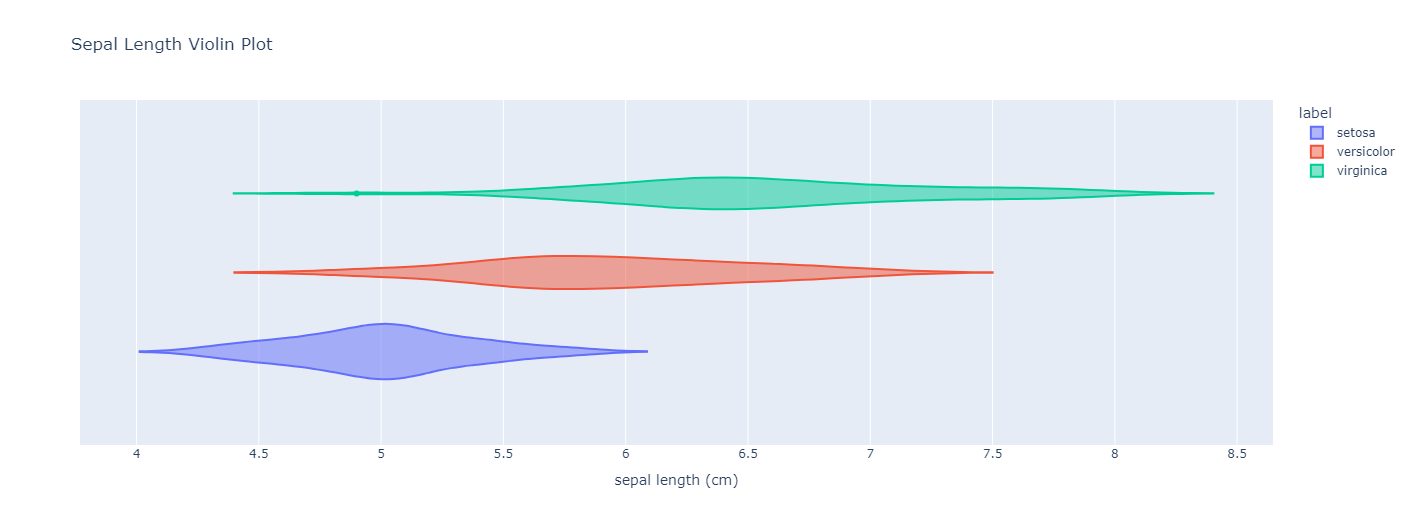 Sepal Length Violin Plot
label
setosa
versicolor
virginica
4 4.5 5 5.5 6 6.5 7 7.5 8 8.5
sepal length (cm)